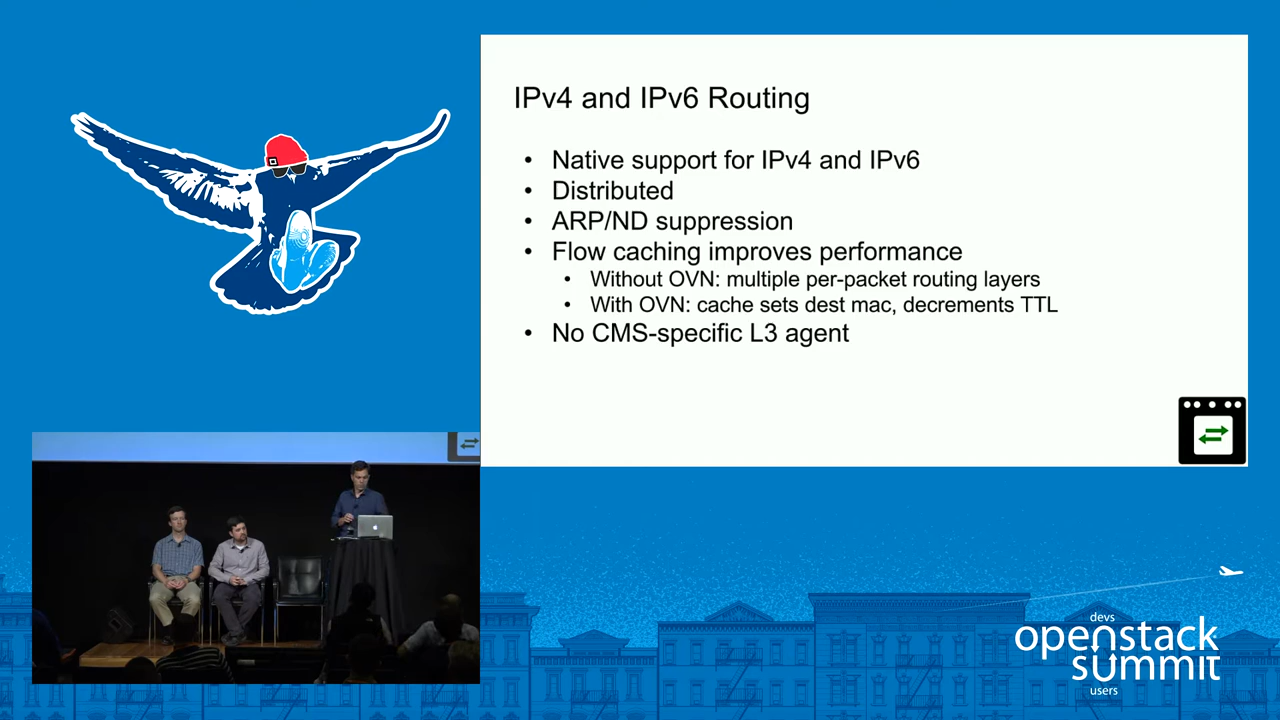 IPv4 and IPv6 Routing
• Native support for IPv4 and IPv6
• Distributed
• ARP/ND suppression
• Flow caching improves performance
• Without OVN: multiple per-packet routing layers
• With OVN: cache sets dest mac, decrements TTL
• No CMS-specific L3 agent
devs
openstack
summit
users